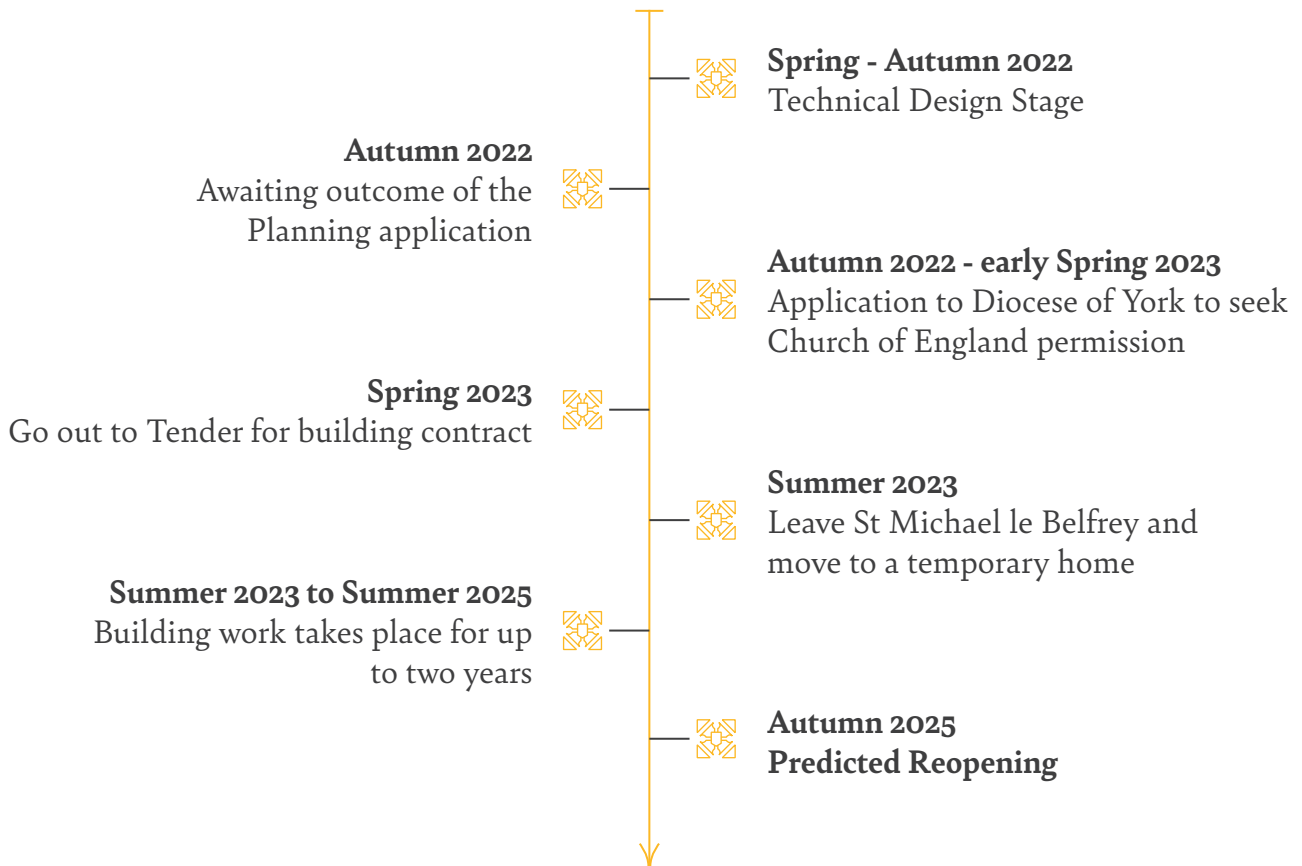 Spring - Autumn 2022
Technical Design Stage
Autumn 2022
Awaiting outcome of the
Planning application
Autumn 2022 - early Spring 2023
Application to Diocese of York to seek
Church of England permission
Spring 2023
Go out to Tender for building contract
Summer 2023
Leave St Michael le Belfrey and
move to a temporary home
Summer 2023 to Summer 2025
Building work takes place for up
to two years
Autumn 2025
Predicted Reopening